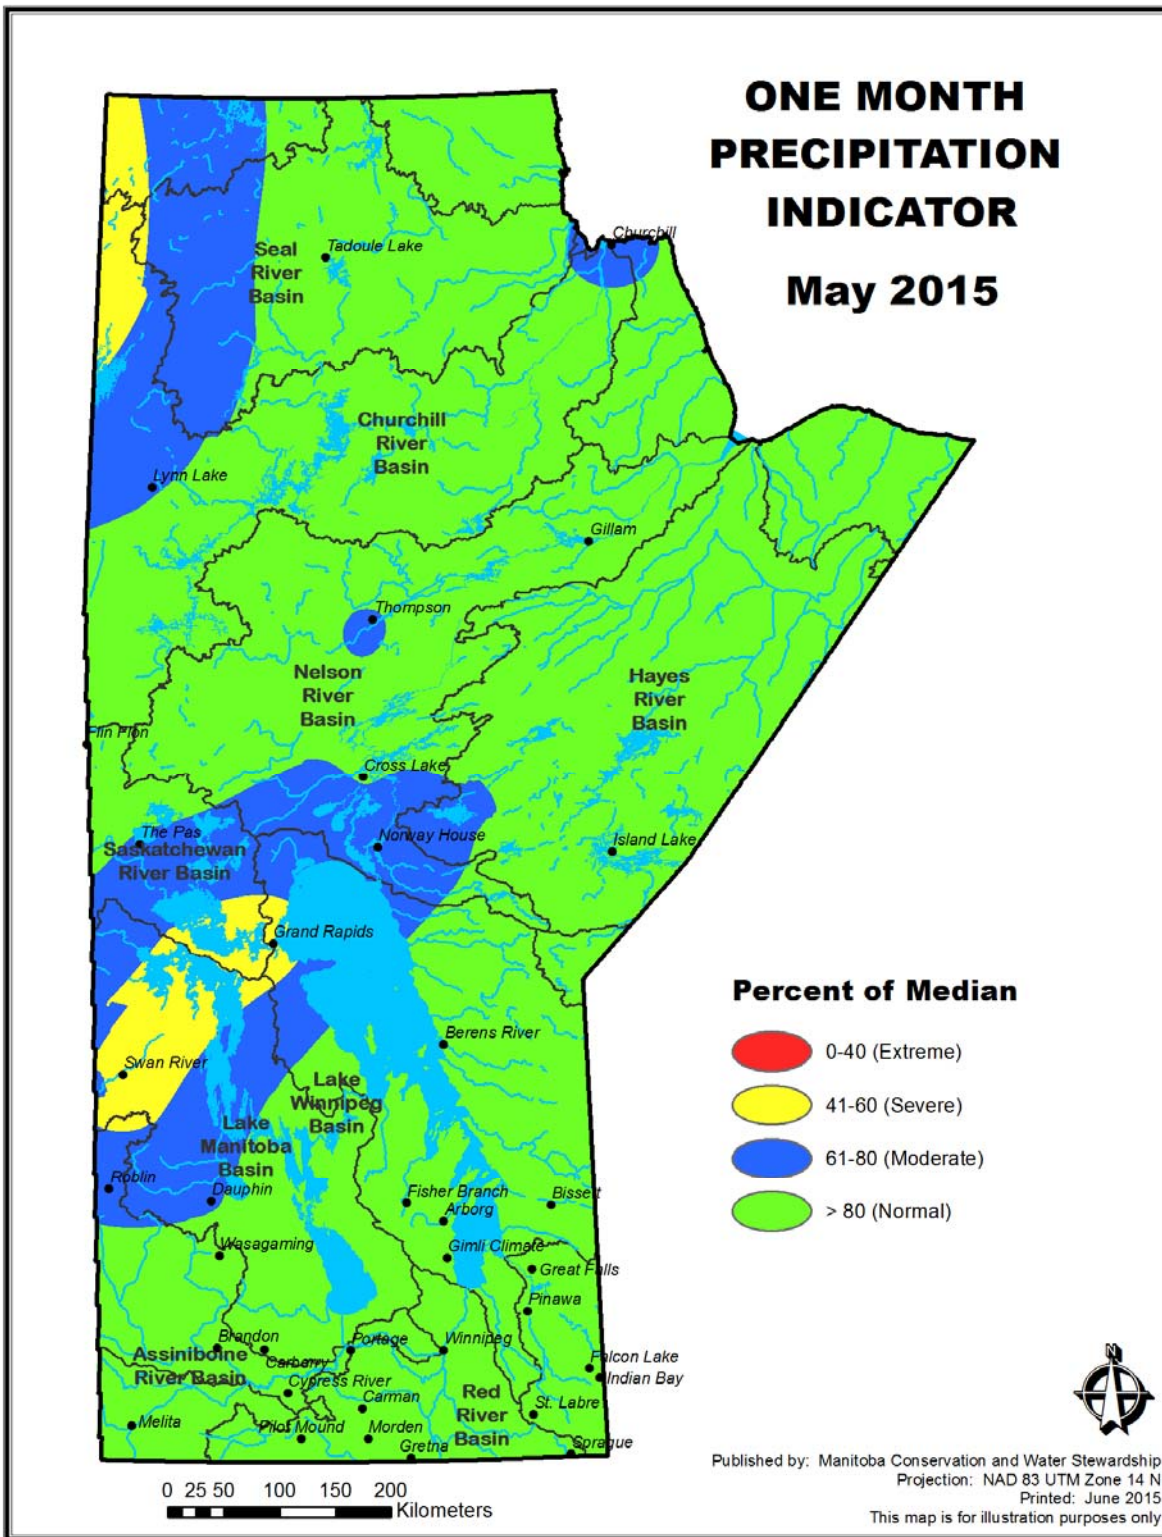 ONE MONTH
PRECIPITATION
INDICATOR
May 2015
Churchill
Seal
River
Basin
Tadoule Lake
Churchill
River
Basin
Lynn Lake
Gillam
Thompson
Nelson
River
Basin
Hayes
River
Basin
Flin Flon
Cross Lake
The Pas
Norway House
Island Lake
Saskatchewan
River Basin
Grand Rapids
Berens River
Swan River
Lake
Winnipeg
Basin
Lake
Manitoba
Basin
Roblin
Dauphin
Fisher Branch
Bissett
Arborg
Wasagaming
Gimli Climate
Great Falls
Pinawa
Brandon
Portage
Winnipeg
Carberry
Falcon Lake
Indian Bay
Assiniboine
River Basin
Cypress River
Carman
Red
River
Basin
St. Labre
Melita
Pilot Mound
Morden
Gretna
Sprague
Percent of Median
0-40 (Extreme)
41-60 (Severe)
61-80 (Moderate)
> 80 (Normal)
N
0 25 50 100 150 200
Kilometers
Published by: Manitoba Conservation and Water Stewardship
Projection: NAD 83 UTM Zone 14 N
Printed: June 2015
This map is for illustration purposes only